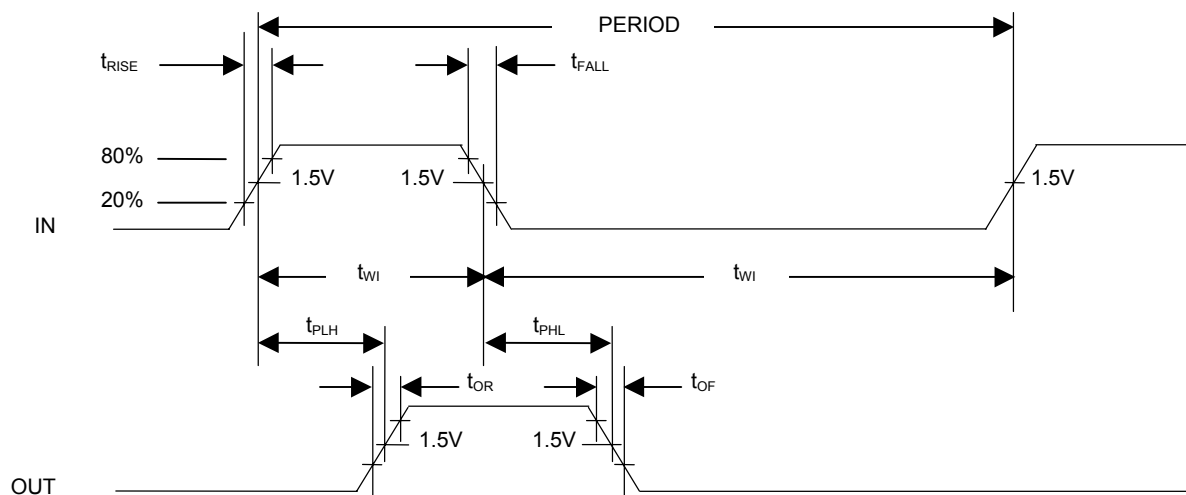 PERIOD
tRISE
tFALL
80%
1.5V
1.5V
1.5V
20%
IN
tWI
tWI
tPLH
tPHL
tOR
tOF
1.5V
1.5V
OUT